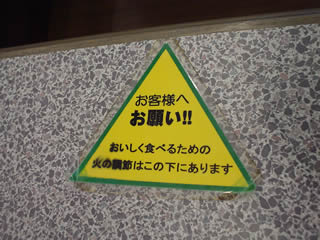 お客様へ
お願い!!
おいしく食べるための
火の調節はこの下にあります